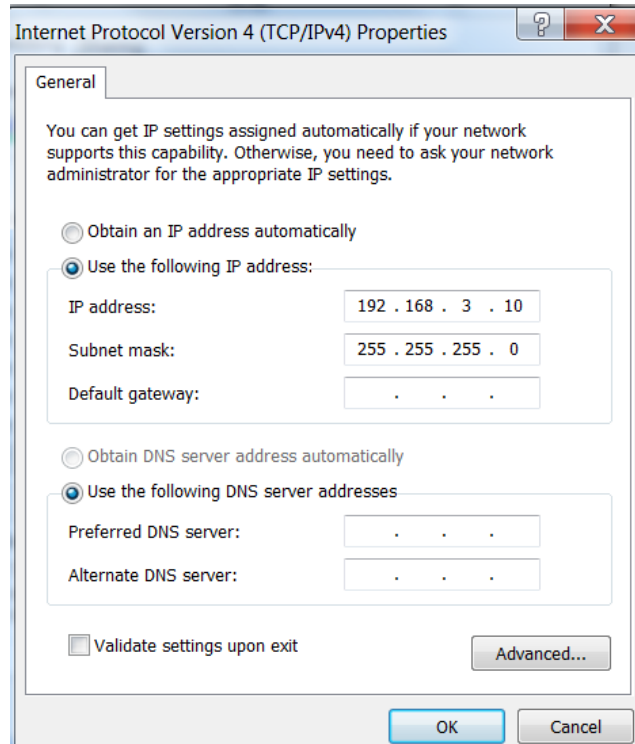 Internet Protocol Version 4 (TCP/IPv4) Properties
General
You can get IP settings assigned automatically if your network
supports this capability. Otherwise, you need to ask your network
administrator for the appropriate IP settings.
Obtain an IP address automatically
Use the following IP address:
IP address: 192 . 168 . 3 . 10
Subnet mask: 255 . 255 . 255 . 0
Default gateway: . . .
Obtain DNS server address automatically
Use the following DNS server addresses
Preferred DNS server: . . .
Alternate DNS server: . . .
Validate settings upon exit
Advanced...
OK Cancel